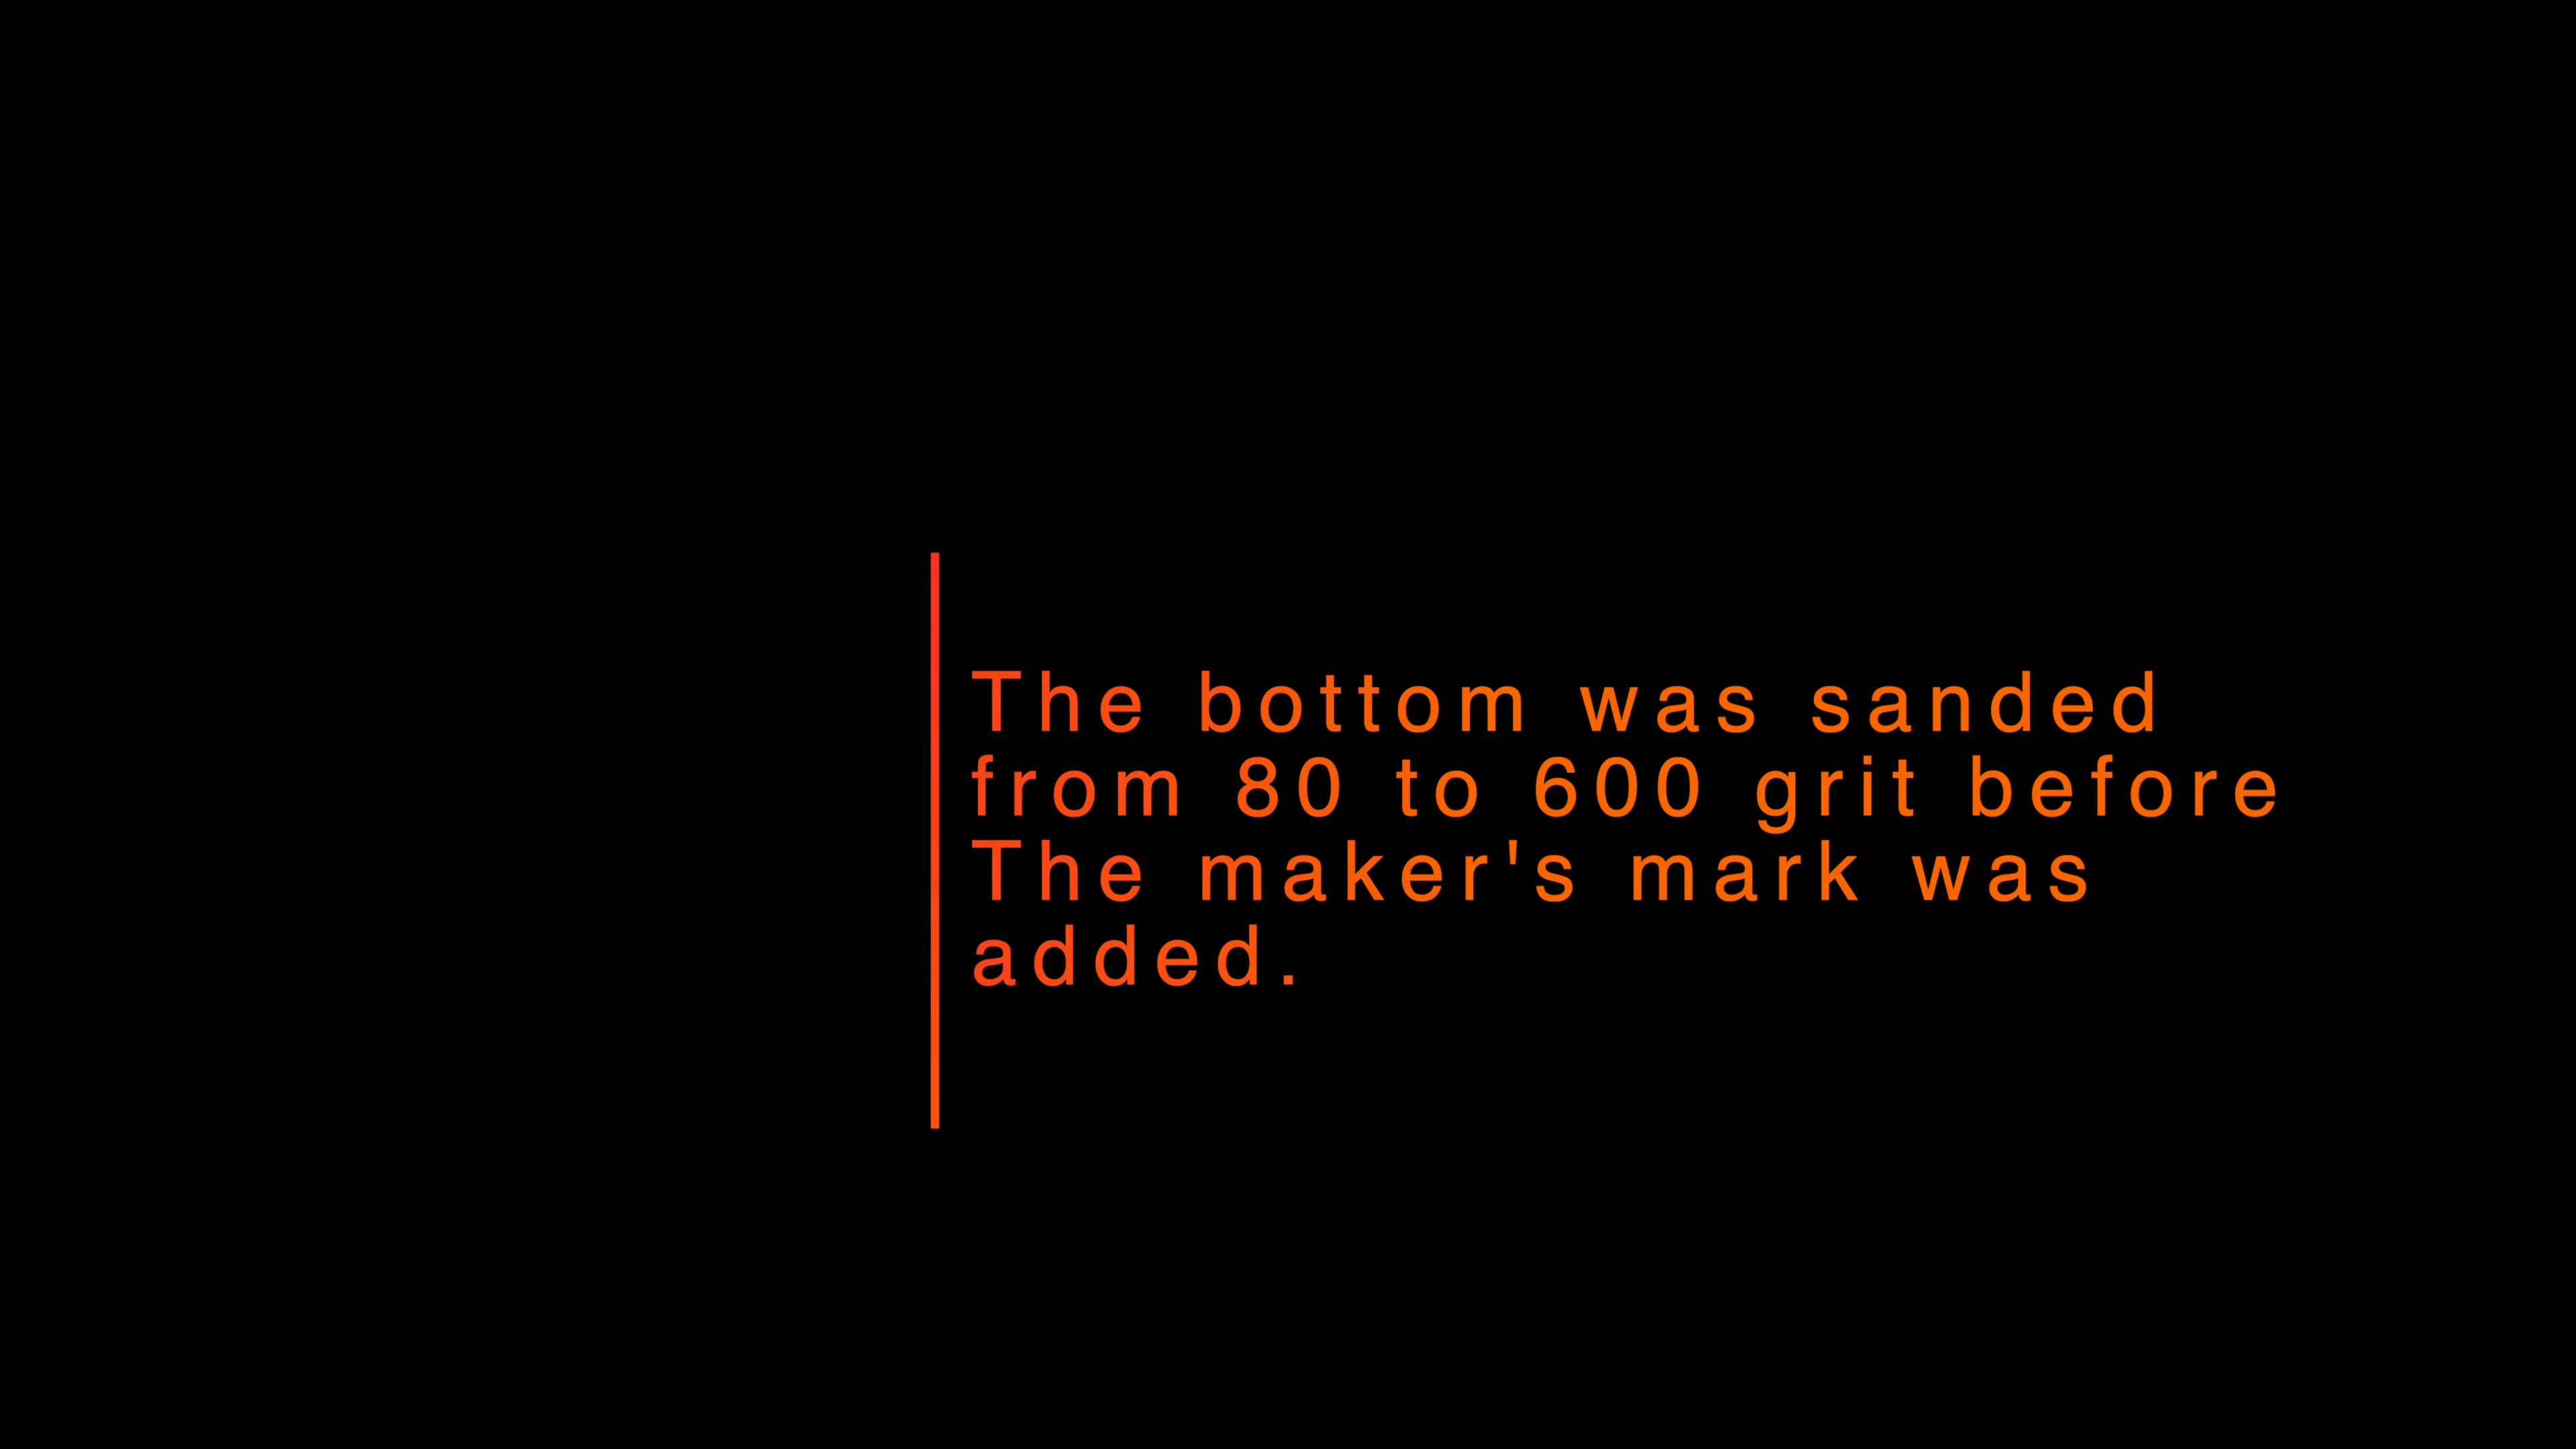 The bottom was sanded
from 80 to 600 grit before
The maker's mark was
added.